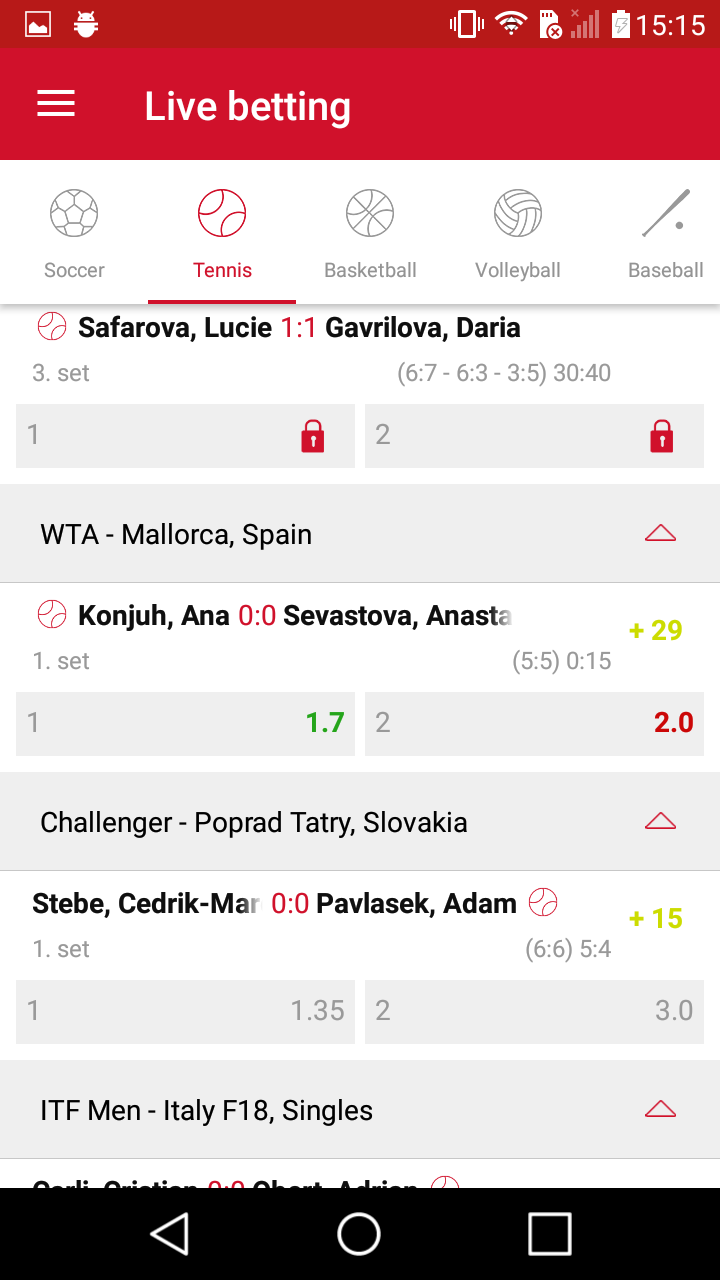 15:15
Live betting
Soccer Tennis Basketball Volleyball Baseball
Safarova, Lucie 1:1 Gavrilova, Daria
3. set (6:7 - 6:3 - 3:5) 30:40
1 2
WTA - Mallorca, Spain
Konjuh, Ana 0:0 Sevastova, Anasta
+ 29
1. set (5:5) 0:15
1 1.7 2 2.0
Challenger - Poprad Tatry, Slovakia
Stebe, Cedrik-Mar 0:0 Pavlasek, Adam
+ 15
1. set (6:6) 5:4
1 1.35 2 3.0
ITF Men - Italy F18, Singles